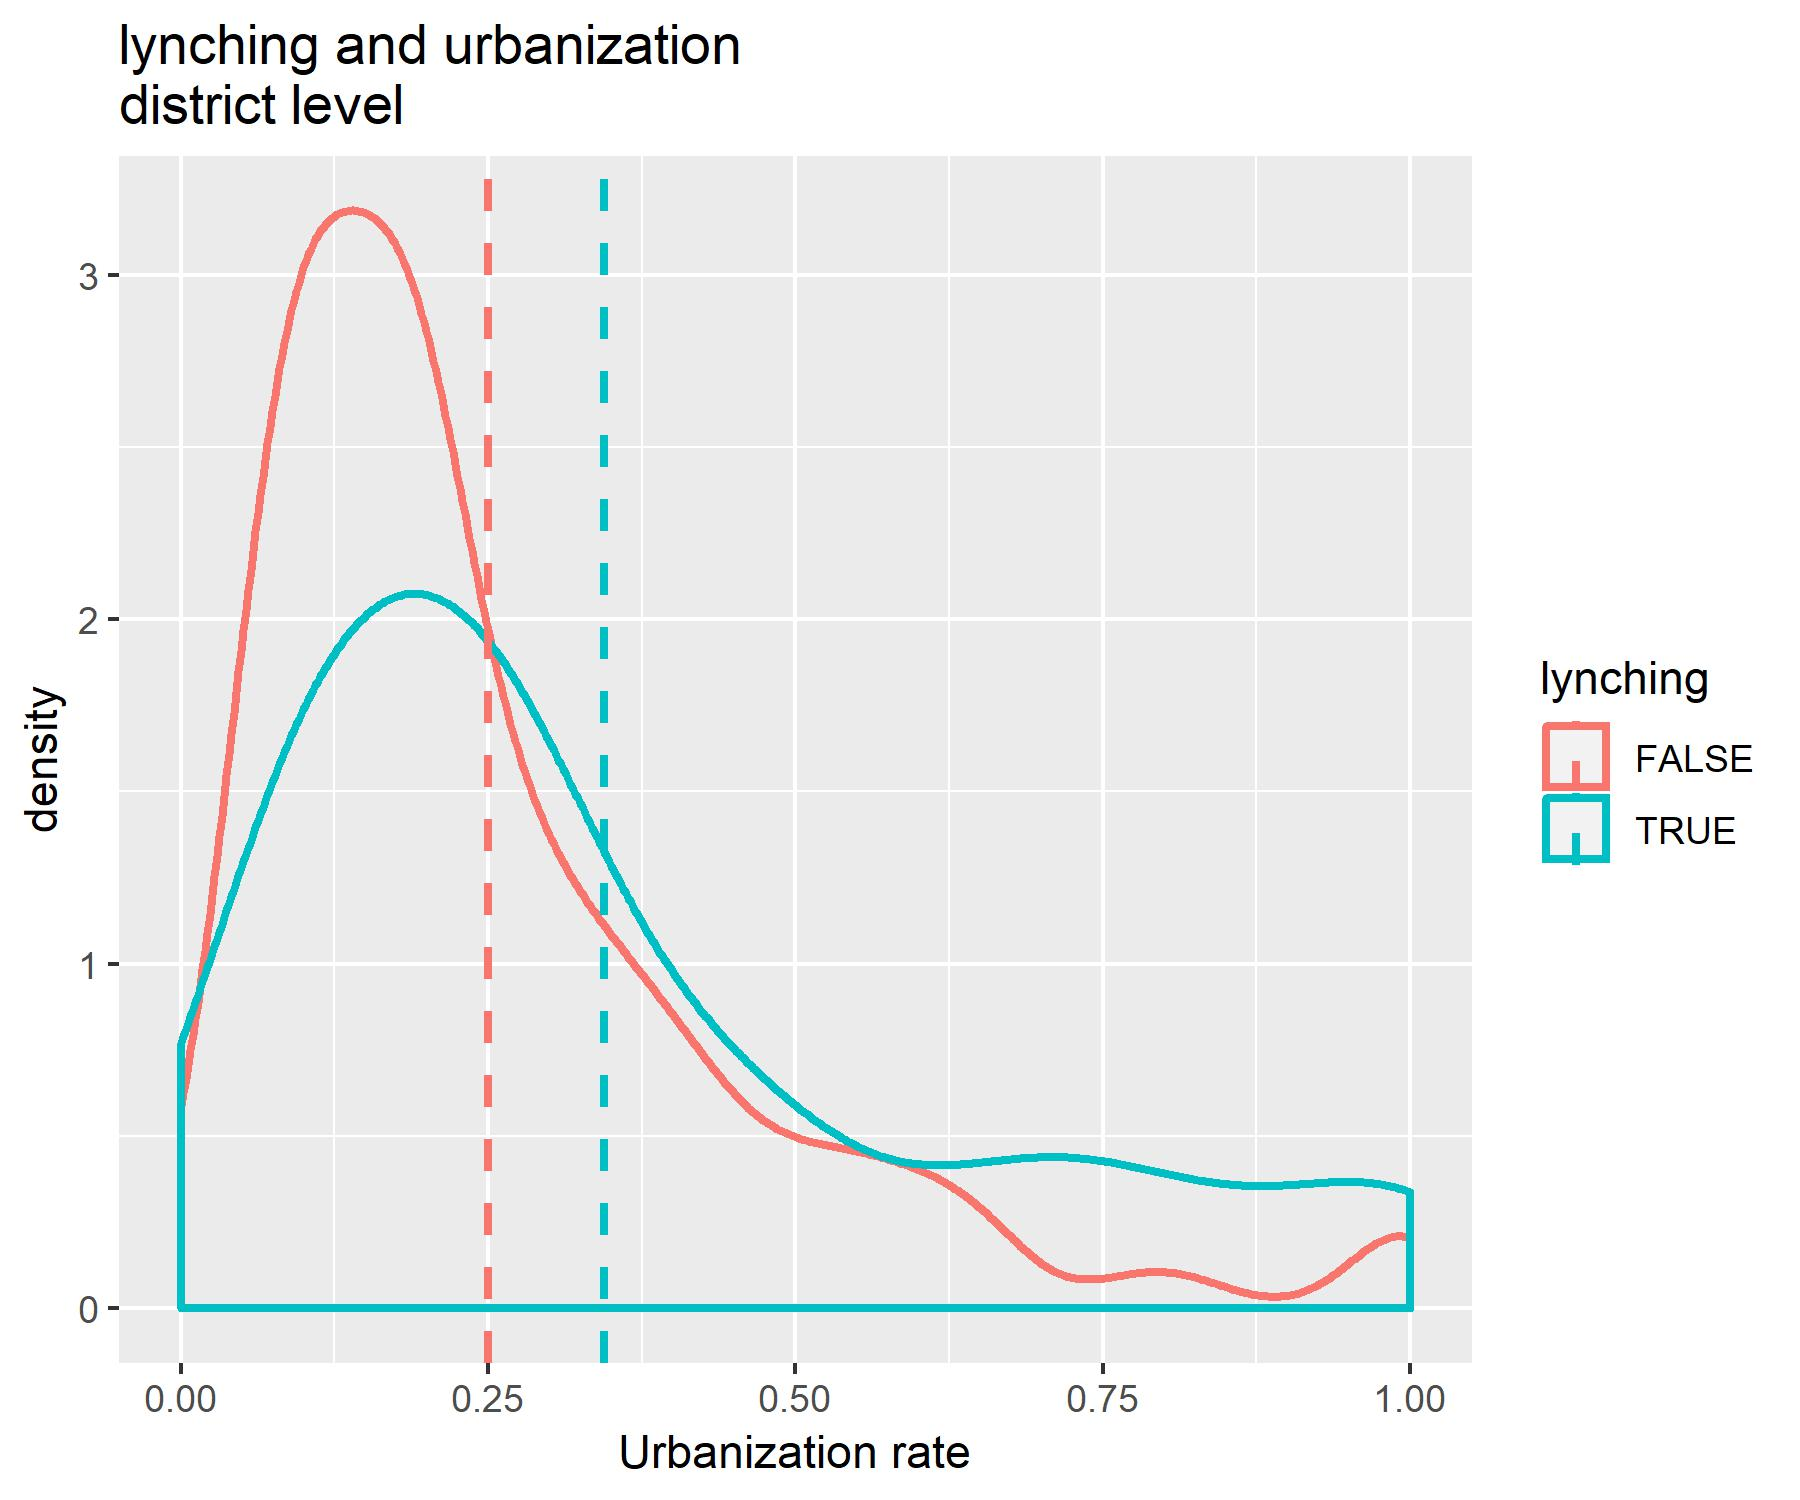 lynching and urbanization
district level
density
3
2
1
0
0.00
0.25
0.50
0.75
1.00
Urbanization rate
lynching
FALSE
TRUE